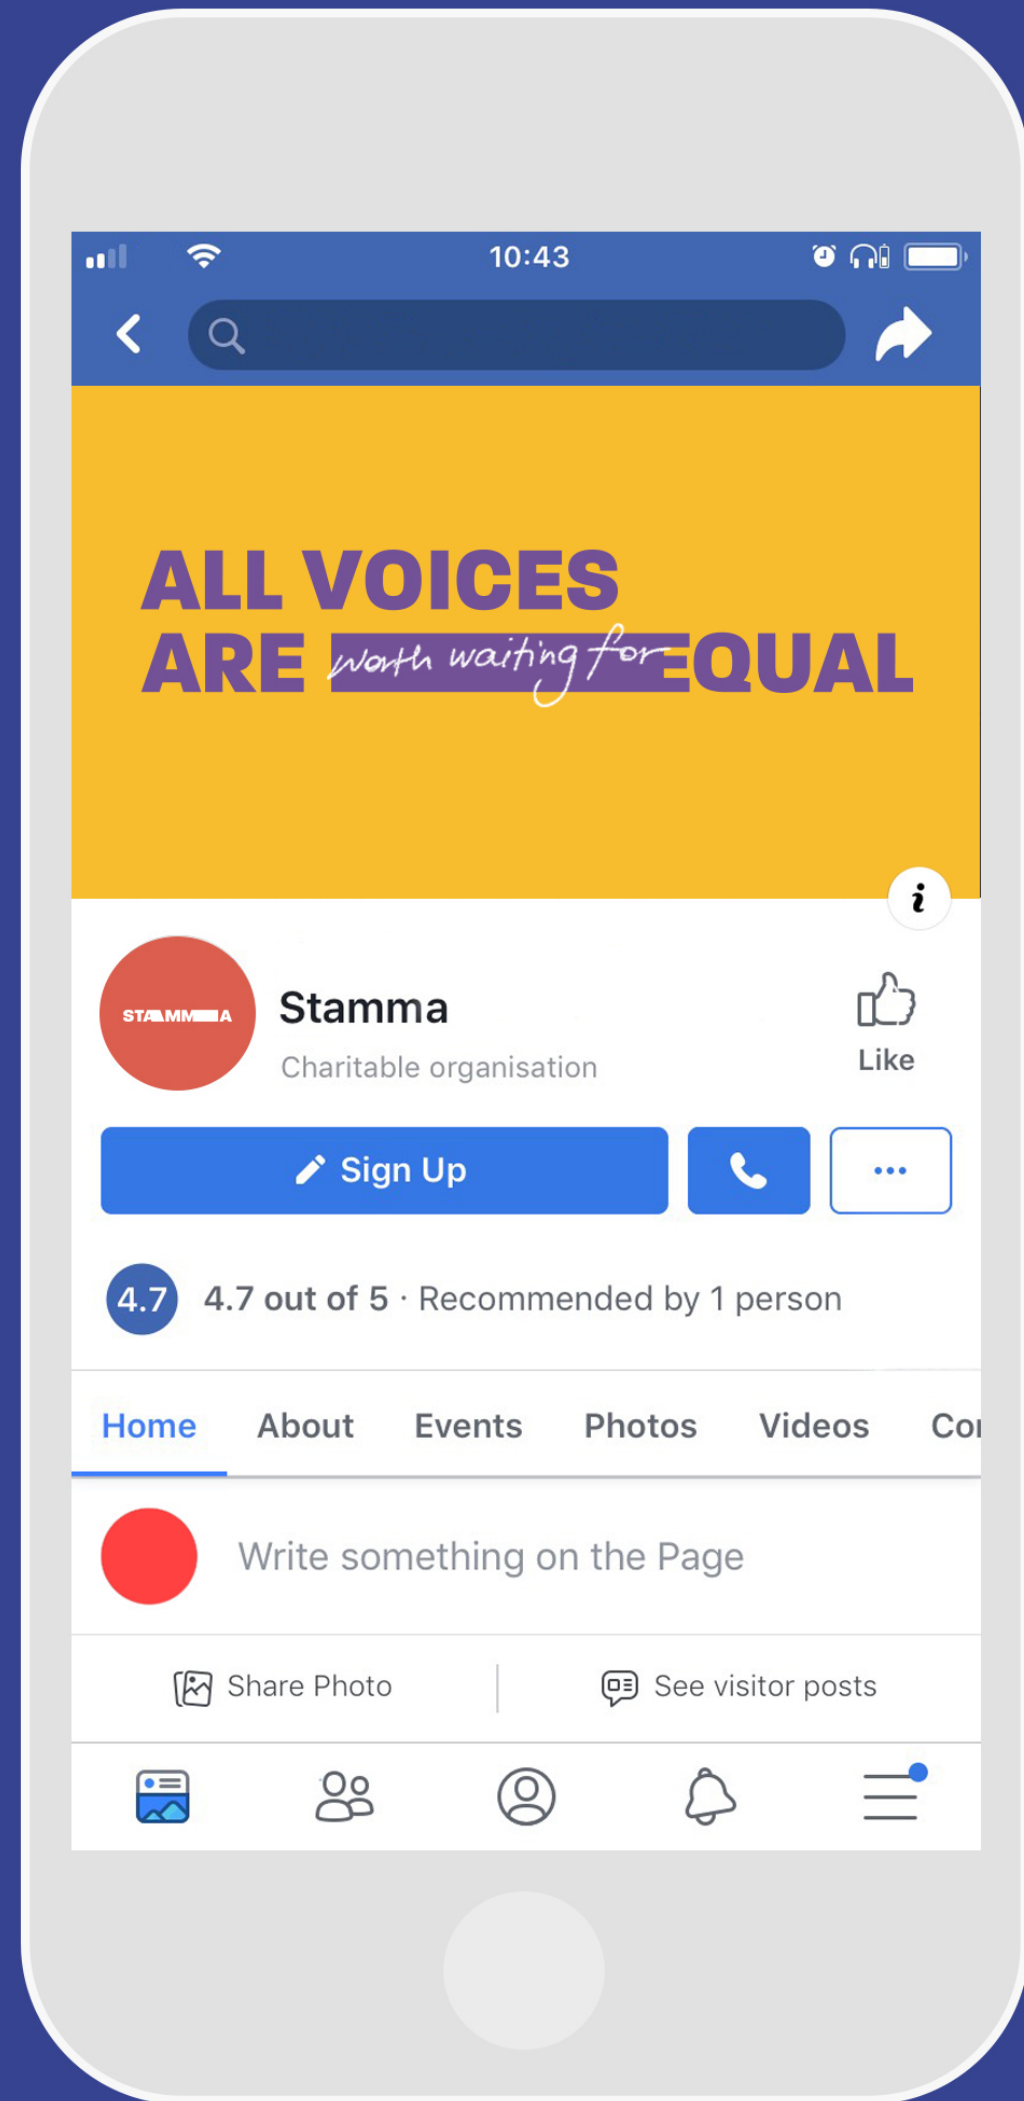 10:43
ALL VOICES
ARE worth waiting for EQUAL
i
STAMMA
Stamma
Charitable organisation
Like
Sign Up
...
4.7
4.7 out of 5 · Recommended by 1 person
Home About Events Photos Videos Con
Write something on the Page
Share Photo
See visitor posts